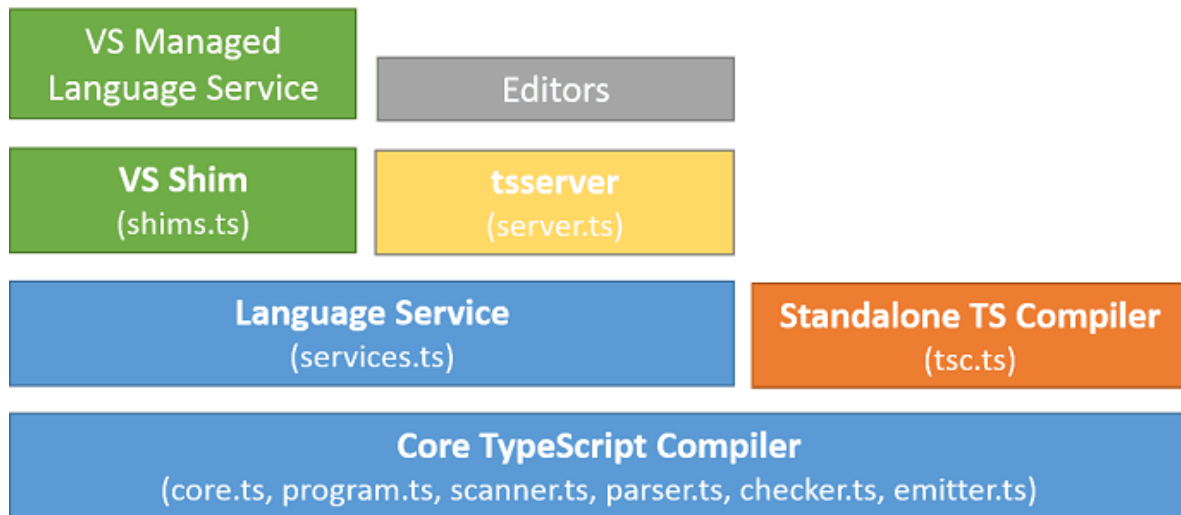 VS Managed
Language Service
Editors
VS Shim
(shims.ts)
tsserver
(server.ts)
Language Service
(services.ts)
Standalone TS Compiler
(tsc.ts)
Core TypeScript Compiler
(core.ts, program.ts, scanner.ts, parser.ts, checker.ts, emitter.ts)